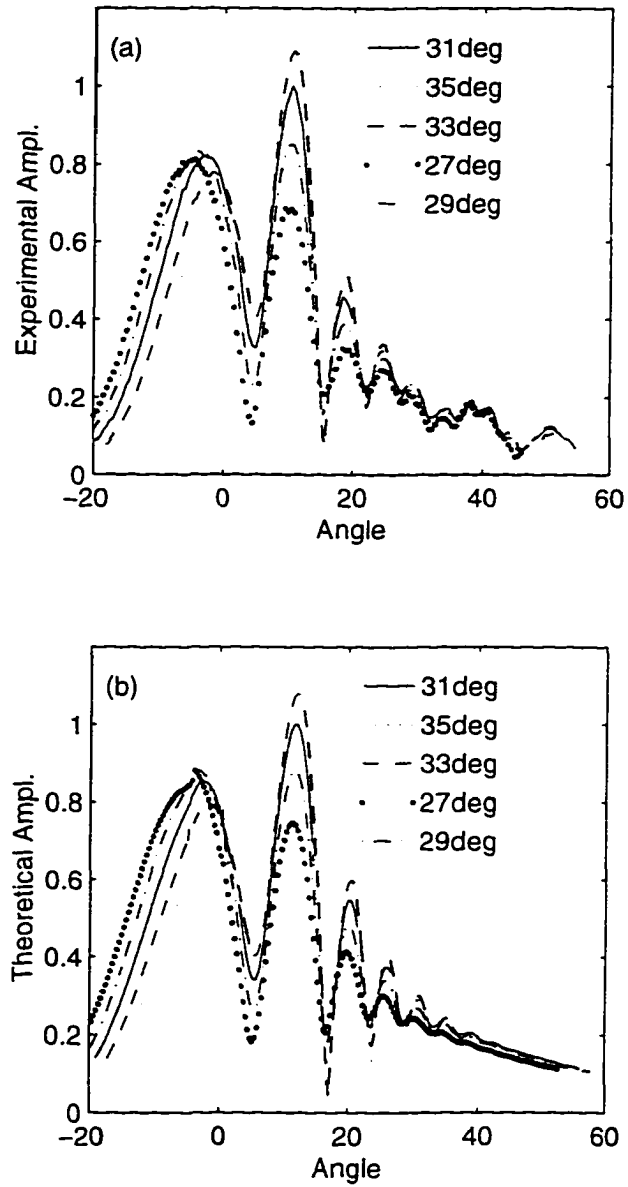 (a)
31deg
35deg
33deg
27deg
29deg
1
0.8
0.6
0.4
0.2
0
Experimental Ampl.
−20
0
20
40
60
Angle
(b)
31deg
35deg
33deg
27deg
29deg
1
0.8
0.6
0.4
0.2
0
Theoretical Ampl.
−20
0
20
40
60
Angle